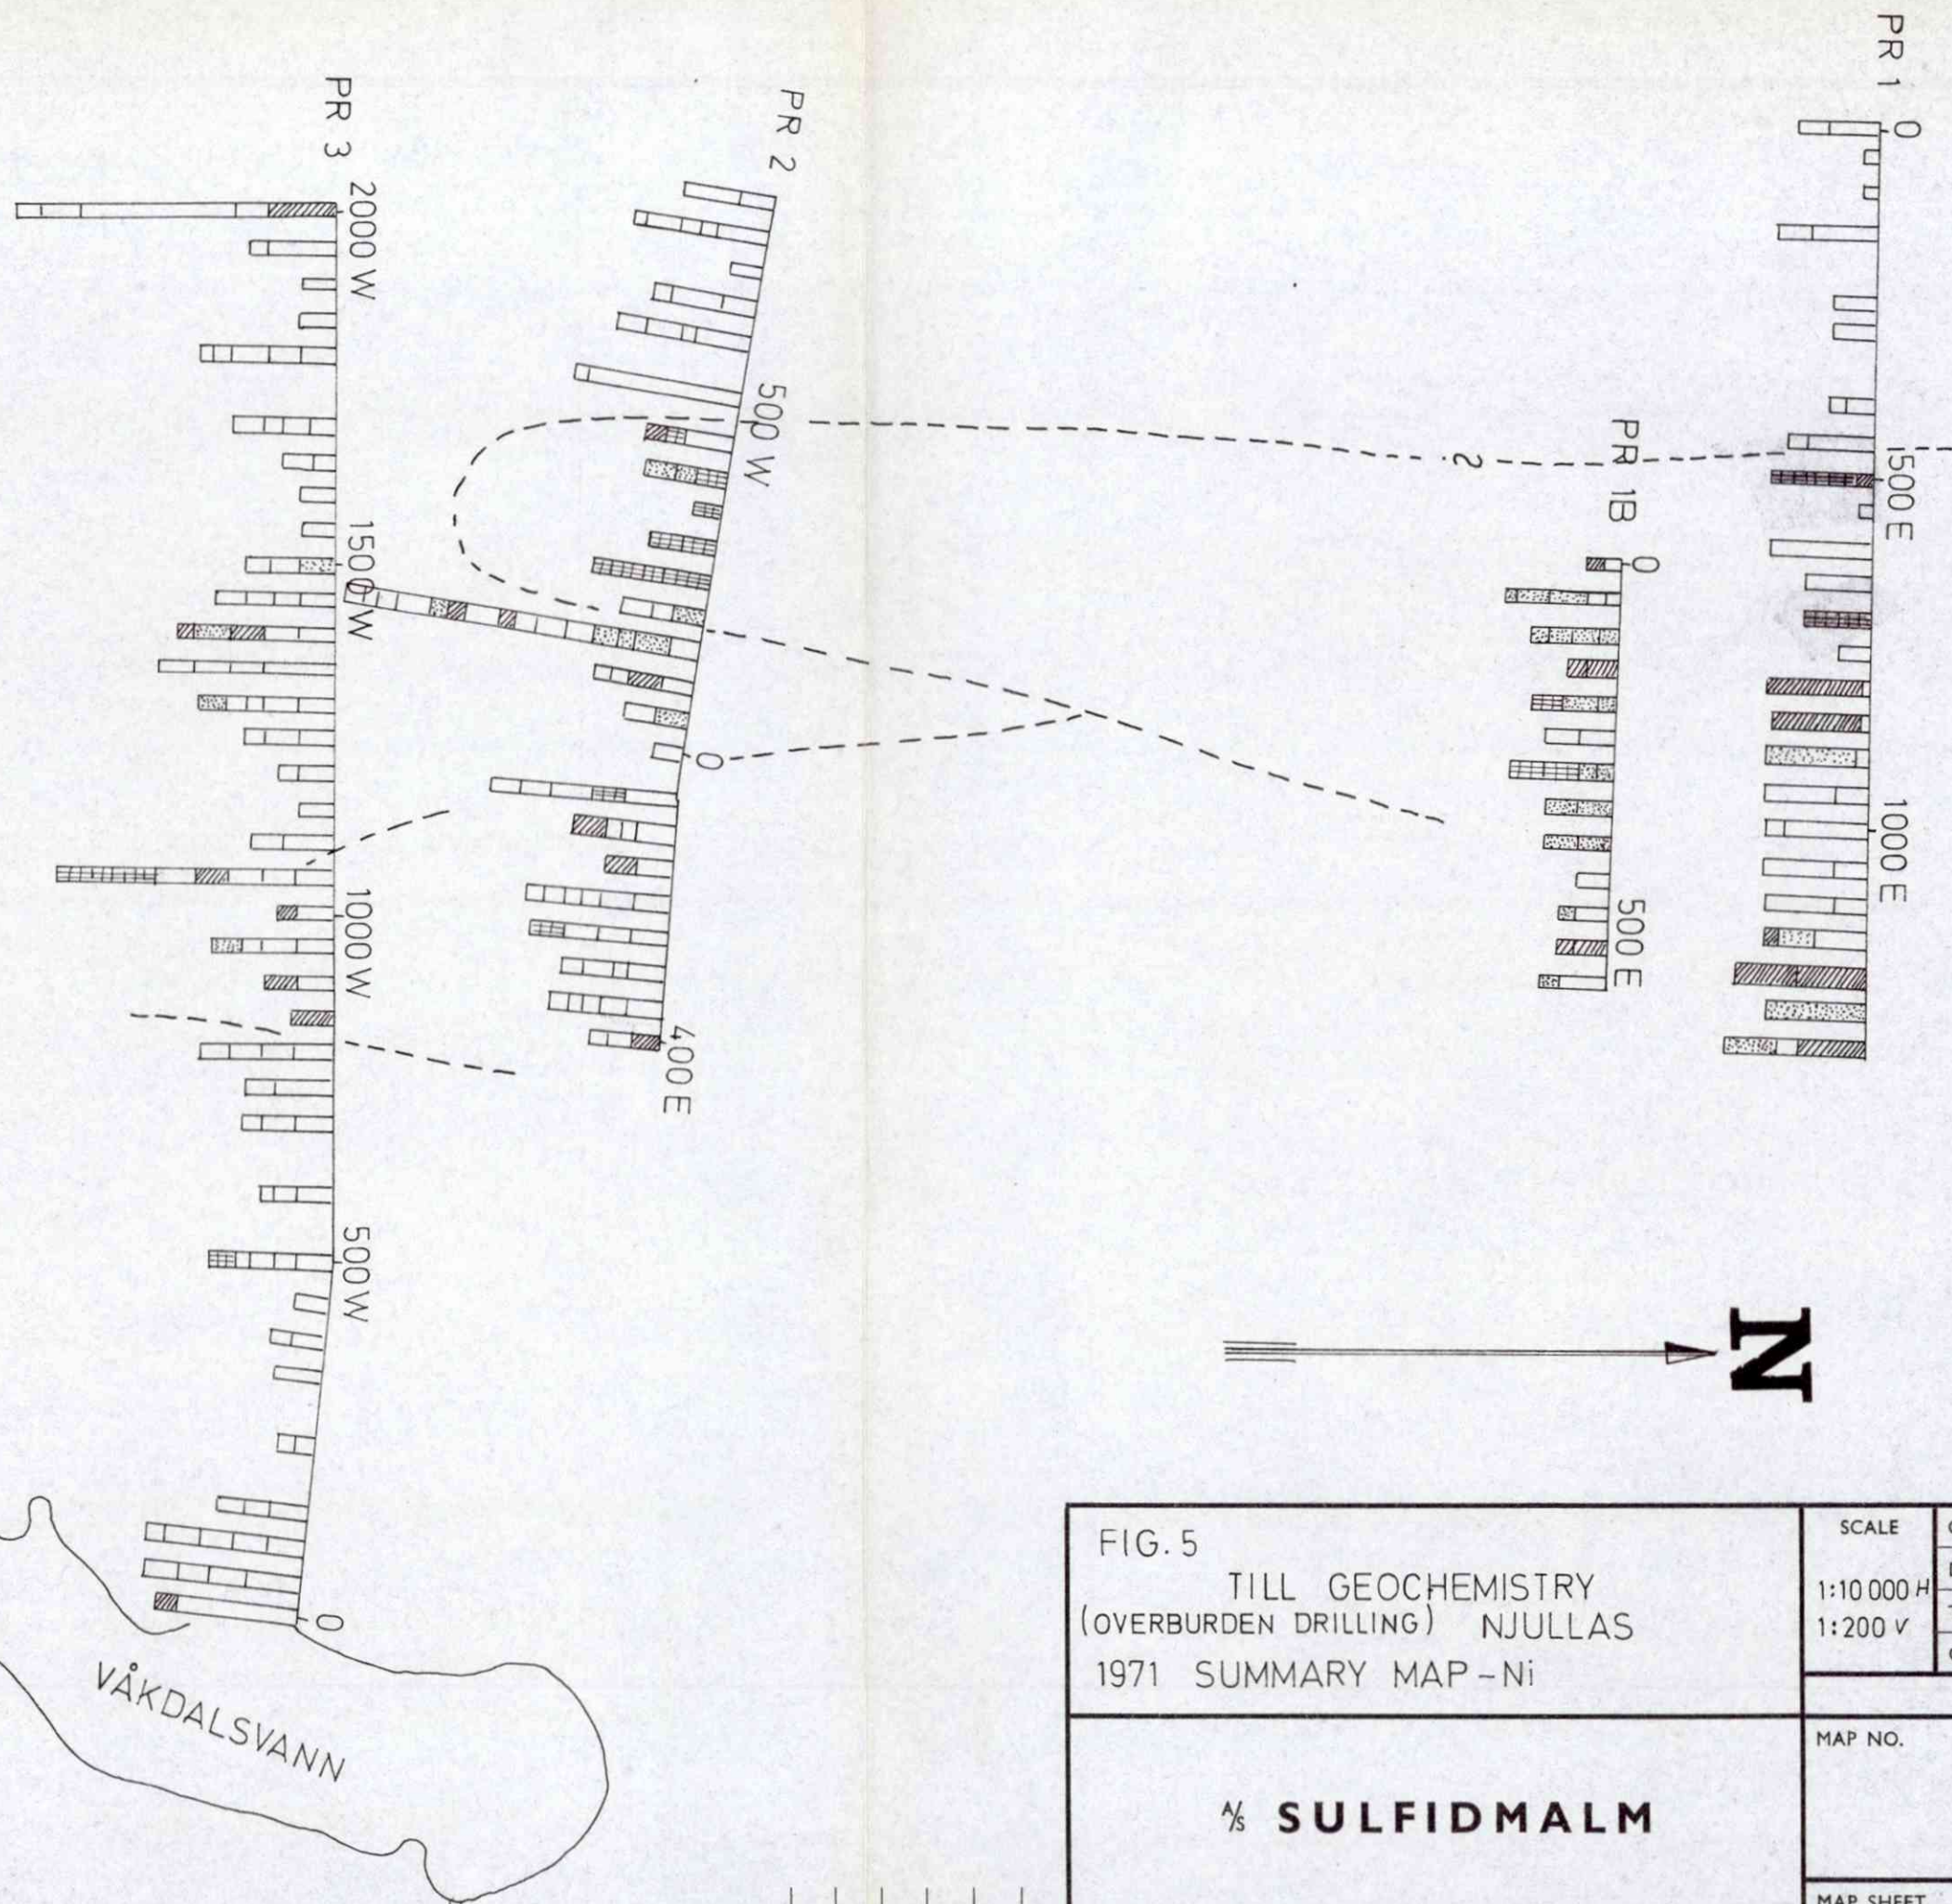 PR 1
0
500 E
1000 E
PR 1B
0
500 E
PR 2
500 W
0
400 E
PR 3
2000 W
1500 W
1000 W
500 W
0
?
N
VÅKDALSVANN
FIG. 5
TILL GEOCHEMISTRY
(OVERBURDEN DRILLING) NJULLAS
1971 SUMMARY MAP – Ni
SCALE
1:10 000 H
1:200 V
A/S SULFIDMALM
MAP NO.
MAP SHEET